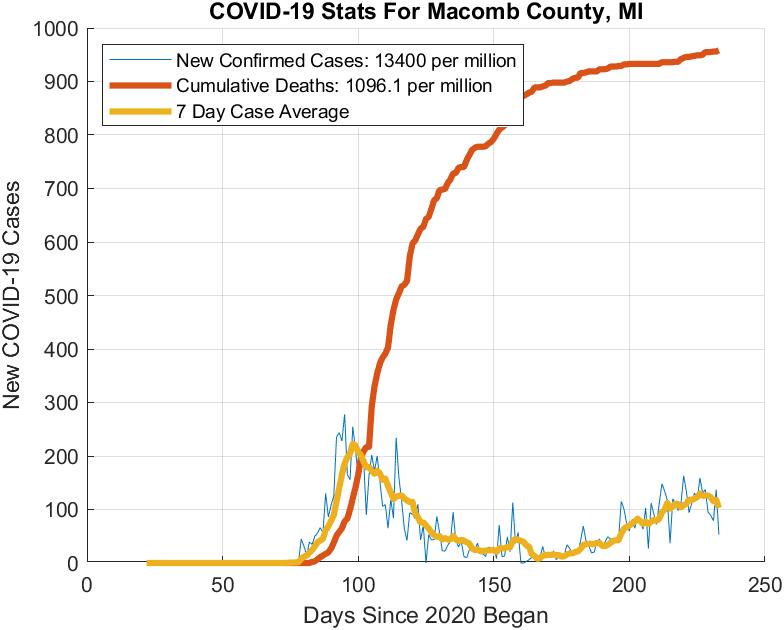 COVID-19 Stats For Macomb County, MI
1000
900
800
700
600
500
400
300
200
100
0
New COVID-19 Cases
New Confirmed Cases: 13400 per million
Cumulative Deaths: 1096.1 per million
7 Day Case Average
0 50 100 150 200 250
Days Since 2020 Began